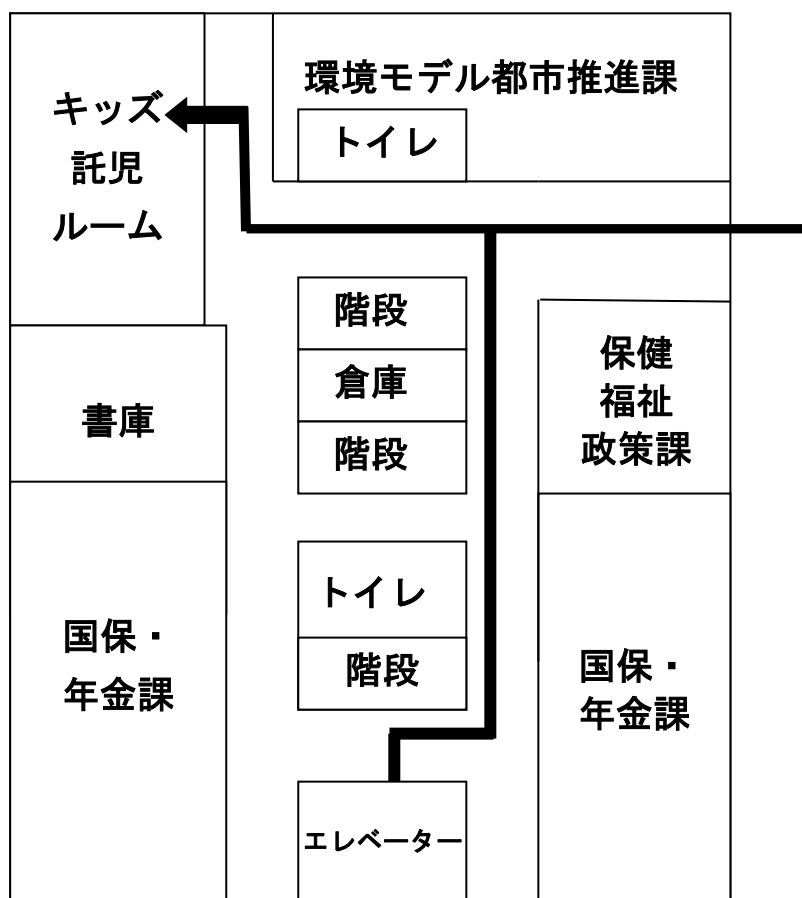 環境モデル都市推進課
キッズ
託児
ルーム
トイレ
階段
倉庫
階段
保健
福祉
政策課
書庫
トイレ
階段
国保・
年金課
国保・
年金課
エレベーター